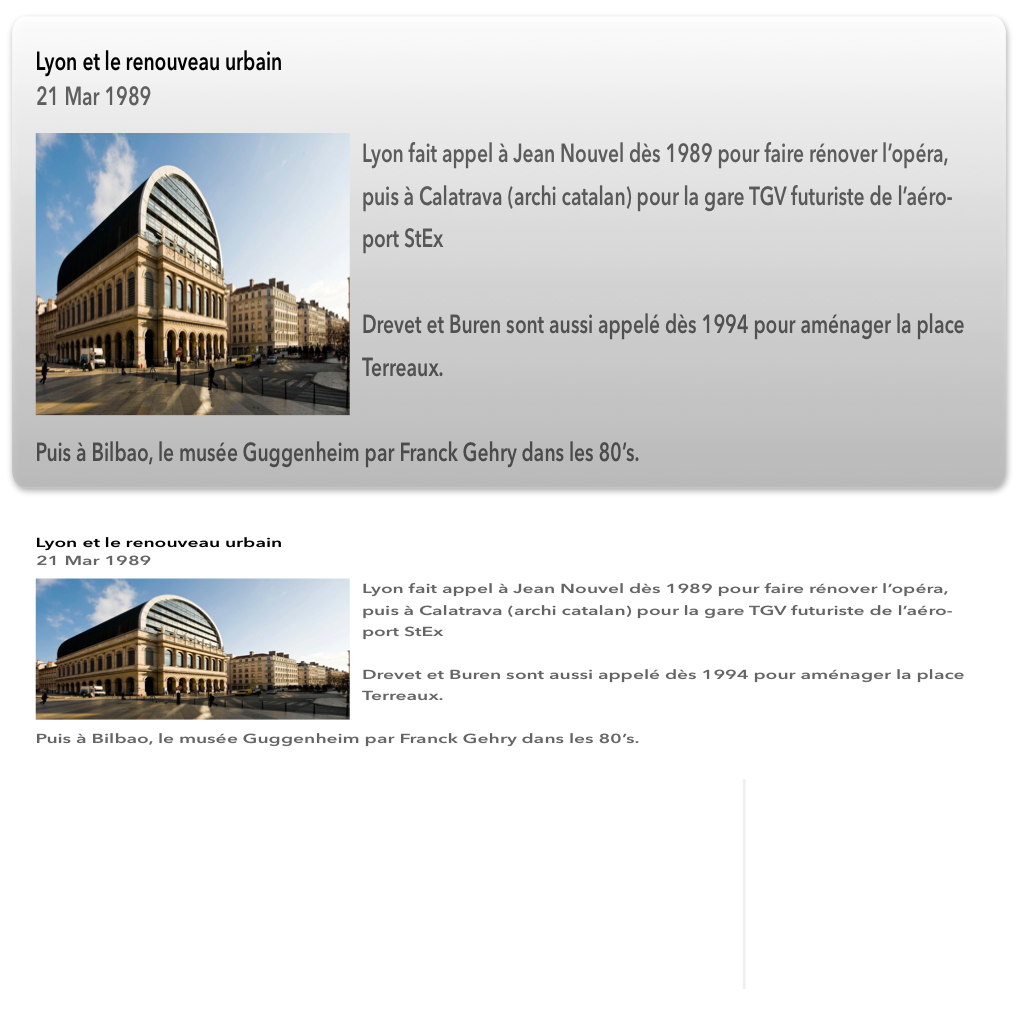 Lyon et le renouveau urbain
21 Mar 1989
Lyon fait appel à Jean Nouvel dès 1989 pour faire rénover l’opéra,
puis à Calatrava (archi catalan) pour la gare TGV futuriste de l’aéro-
port StEx
Drevet et Buren sont aussi appelé dès 1994 pour aménager la place
Terreaux.
Puis à Bilbao, le musée Guggenheim par Franck Gehry dans les 80’s.
Lyon et le renouveau urbain
21 Mar 1989
Lyon fait appel à Jean Nouvel dès 1989 pour faire rénover l’opéra,
puis à Calatrava (archi catalan) pour la gare TGV futuriste de l’aéro-
port StEx
Drevet et Buren sont aussi appelé dès 1994 pour aménager la place
Terreaux.
Puis à Bilbao, le musée Guggenheim par Franck Gehry dans les 80’s.